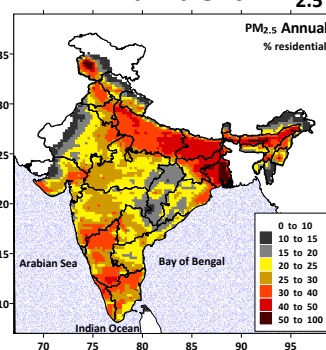 2.5
PM2.5 Annual
% residential
35
30
25
20
15
10
Arabian Sea
Bay of Bengal
Indian Ocean
0 to 10
10 to 15
15 to 20
20 to 25
25 to 30
30 to 40
40 to 50
50 to 100
70 75 80 85 90 95